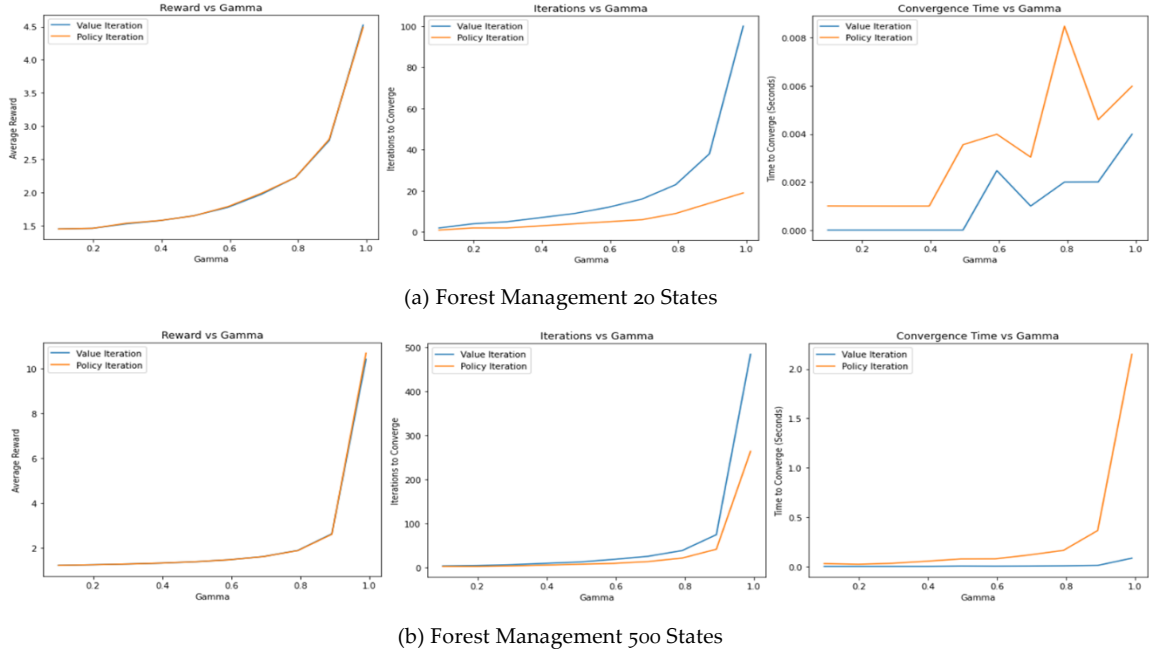 Reward vs Gamma
Value Iteration
Policy Iteration
4.5
4.0
3.5
3.0
2.5
2.0
1.5
Average Reward
0.2
0.4
0.6
0.8
1.0
Gamma
Iterations vs Gamma
Value Iteration
Policy Iteration
100
80
60
40
20
0
Iterations to Converge
0.2
0.4
0.6
0.8
1.0
Gamma
Convergence Time vs Gamma
Value Iteration
Policy Iteration
0.008
0.006
0.004
0.002
0.000
Time to Converge (Seconds)
0.2
0.4
0.6
0.8
1.0
Gamma
(a) Forest Management 20 States
Reward vs Gamma
Value Iteration
Policy Iteration
10
8
6
4
2
Average Reward
0.2
0.4
0.6
0.8
1.0
Gamma
Iterations vs Gamma
Value Iteration
Policy Iteration
500
400
300
200
100
0
Iterations to Converge
0.2
0.4
0.6
0.8
1.0
Gamma
Convergence Time vs Gamma
Value Iteration
Policy Iteration
2.0
1.5
1.0
0.5
0.0
Time to Converge (Seconds)
0.2
0.4
0.6
0.8
1.0
Gamma
(b) Forest Management 500 States